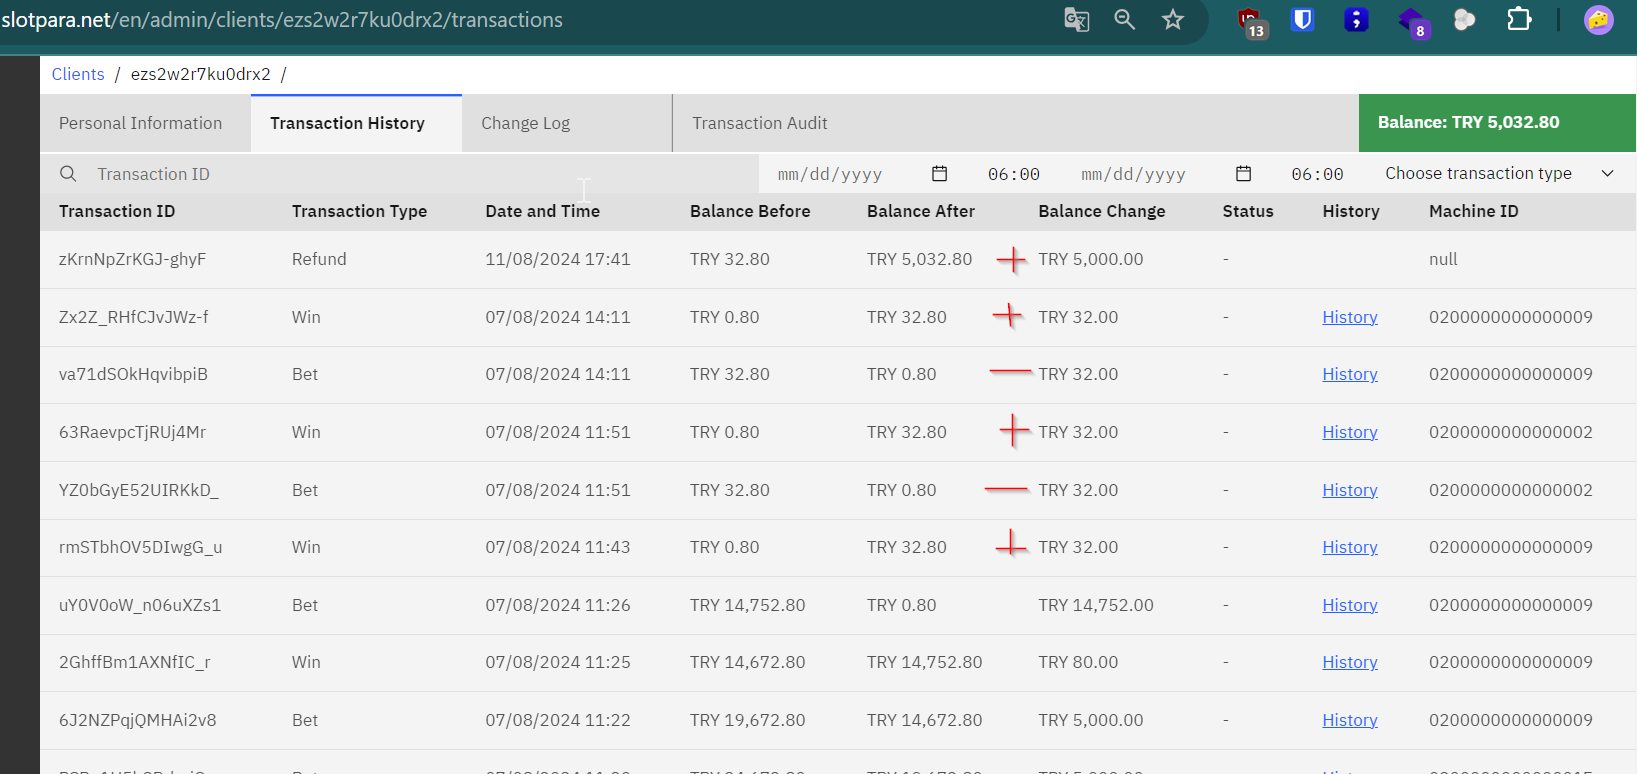 slotpara.net/en/admin/clients/ezs2w2r7ku0drx2/transactions
13
8
Clients / ezs2w2r7ku0drx2 /
Personal Information Transaction History Change Log Transaction Audit Balance: TRY 5,032.80
Transaction ID mm/dd/yyyy 06:00 mm/dd/yyyy 06:00 Choose transaction type
Transaction ID Transaction Type Date and Time Balance Before Balance After Balance Change Status History Machine ID
zKrnNpZrKGJ-ghyF Refund 11/08/2024 17:41 TRY 32.80 TRY 5,032.80 + TRY 5,000.00 - null
Zx2Z_RHfCJvJWz-f Win 07/08/2024 14:11 TRY 0.80 TRY 32.80 + TRY 32.00 - History 0200000000000009
va71dSOkHqvibpiB Bet 07/08/2024 14:11 TRY 32.80 TRY 0.80 — TRY 32.00 - History 0200000000000009
63RaevpcTjRUj4Mr Win 07/08/2024 11:51 TRY 0.80 TRY 32.80 + TRY 32.00 - History 0200000000000002
YZ0bGyE52UIRKkD_ Bet 07/08/2024 11:51 TRY 32.80 TRY 0.80 — TRY 32.00 - History 0200000000000002
rmSTbhOV5DIwgG_u Win 07/08/2024 11:43 TRY 0.80 TRY 32.80 + TRY 32.00 - History 0200000000000009
uY0V0oW_n06uXZs1 Bet 07/08/2024 11:26 TRY 14,752.80 TRY 0.80 TRY 14,752.00 - History 0200000000000009
2GhffBm1AXNfIC_r Win 07/08/2024 11:25 TRY 14,672.80 TRY 14,752.80 TRY 80.00 - History 0200000000000009
6J2NZPqjQMHAi2v8 Bet 07/08/2024 11:22 TRY 19,672.80 TRY 14,672.80 TRY 5,000.00 - History 0200000000000009